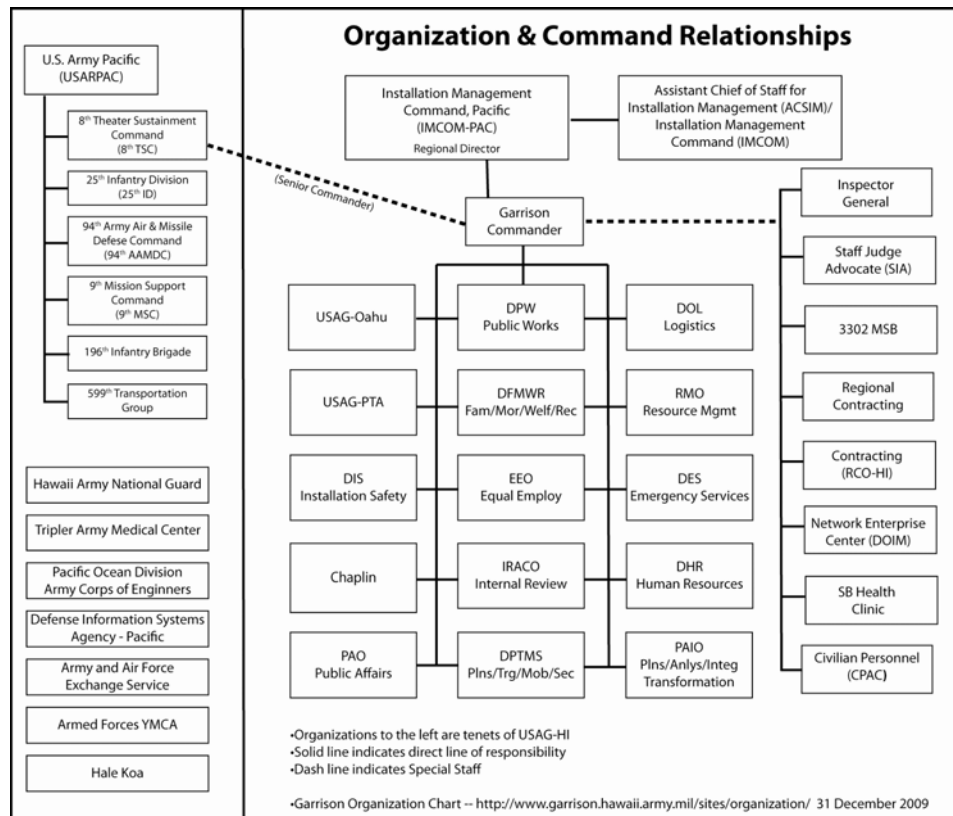 Organization & Command Relationships
U.S. Army Pacific
(USARPAC)
8th Theater Sustainment
Command
(8th TSC)
25th Infantry Division
(25th ID)
94th Army Air & Missile
Defese Command
(94th AAMDC)
9th Mission Support
Command
(9th MSC)
196th Infantry Brigade
599th Transportation
Group
Hawaii Army National Guard
Tripler Army Medical Center
Pacific Ocean Division
Army Corps of Enginners
Defense Information Systems
Agency - Pacific
Army and Air Force
Exchange Service
Armed Forces YMCA
Hale Koa
Installation Management
Command, Pacific
(IMCOM-PAC)
Regional Director
Assistant Chief of Staff for
Installation Management (ACSIM)/
Installation Management
Command (IMCOM)
(Senior Commander)
Garrison
Commander
USAG-Oahu
DPW
Public Works
DOL
Logistics
USAG-PTA
DFMWR
Fam/Mor/Welf/Rec
RMO
Resource Mgmt
DIS
Installation Safety
EEO
Equal Employ
DES
Emergency Services
Chaplin
IRACO
Internal Review
DHR
Human Resources
PAO
Public Affairs
DPTMS
Plns/Trg/Mob/Sec
PAIO
Plns/Anlys/Integ
Transformation
Inspector
General
Staff Judge
Advocate (SIA)
3302 MSB
Regional
Contracting
Contracting
(RCO-HI)
Network Enterprise
Center (DOIM)
SB Health
Clinic
Civilian Personnel
(CPAC)
•Organizations to the left are tenets of USAG-HI
•Solid line indicates direct line of responsibility
•Dash line indicates Special Staff
•Garrison Organization Chart -- http://www.garrison.hawaii.army.mil/sites/organization/ 31 December 2009